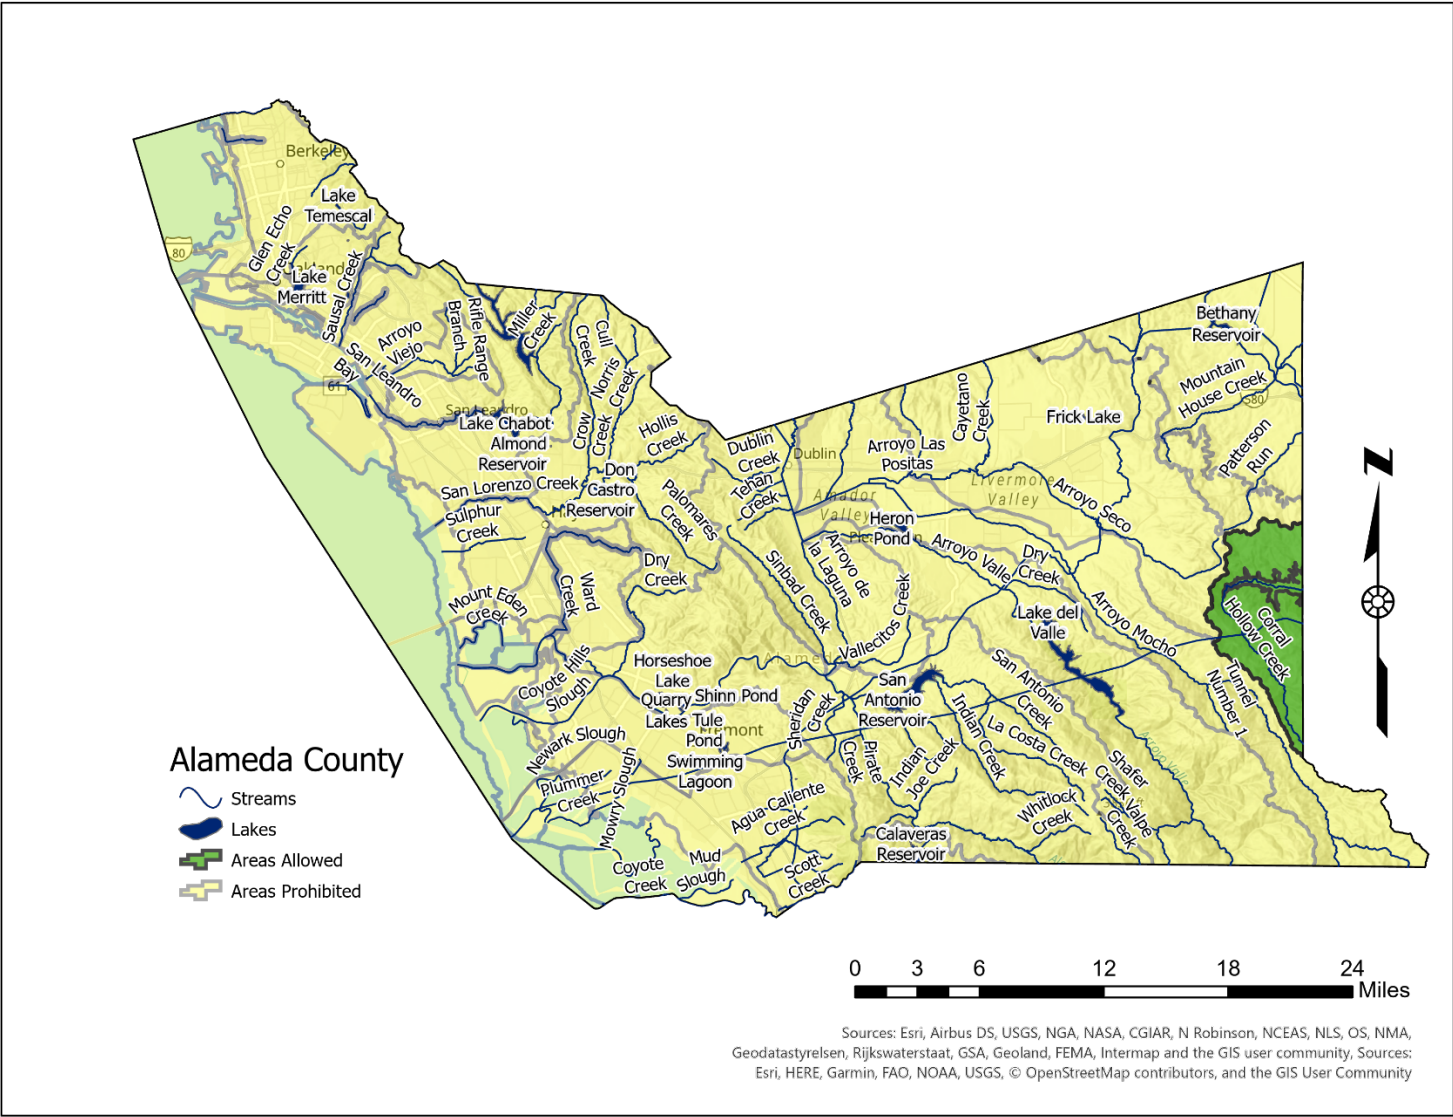 Berkeley
Lake
Temescal
Glen Echo
Creek
80
Lake
Merritt
Sausal Creek
Arroyo
Viejo
Rifle Range
Branch
Miller
Creek
Cull
Creek
Norris
Creek
San Leandro
Bay
61
San Leandro
Lake Chabot
Almond
Reservoir
Crow
Creek
Hollis
Creek
Don
Castro
Reservoir
San Lorenzo Creek
Sulphur
Creek
Palomares
Creek
Dublin
Creek
Tehan
Creek
Dublin
Arroyo Las
Positas
Cayetano
Creek
Frick Lake
Bethany
Reservoir
Mountain
House Creek
580
Patterson
Run
Amador
Valley
Livermore
Valley
Arroyo Seco
Heron
Pond
Arroyo Valle
Dry
Creek
Arroyo de
la Laguna
Sinbad Creek
Vallecitos Creek
Dry
Creek
Ward
Creek
Mount Eden
Creek
Lake del
Valle
Arroyo Mocho
Corral
Hollow Creek
Tunnel
Number 1
Coyote Hills
Slough
Horseshoe
Lake
Quarry
Lakes
Shinn Pond
Tule
Pond
Fremont
Swimming
Lagoon
Alameda
San
Antonio
Reservoir
San Antonio
Creek
Sheridan
Creek
Pirate
Creek
Indian
Joe Creek
Indian Creek
La Costa Creek
Shafer
Creek
Valpe
Creek
Arroyo Valle
Whitlock
Creek
Newark Slough
Plummer
Creek
Mowry Slough
Agua Caliente
Creek
Calaveras
Reservoir
Coyote
Creek
Mud
Slough
Scott
Creek
N
Alameda County
Streams
Lakes
Areas Allowed
Areas Prohibited
0 3 6 12 18 24
Miles
Sources: Esri, Airbus DS, USGS, NGA, NASA, CGIAR, N Robinson, NCEAS, NLS, OS, NMA,
Geodatastyrelsen, Rijkswaterstaat, GSA, Geoland, FEMA, Intermap and the GIS user community, Sources:
Esri, HERE, Garmin, FAO, NOAA, USGS, © OpenStreetMap contributors, and the GIS User Community